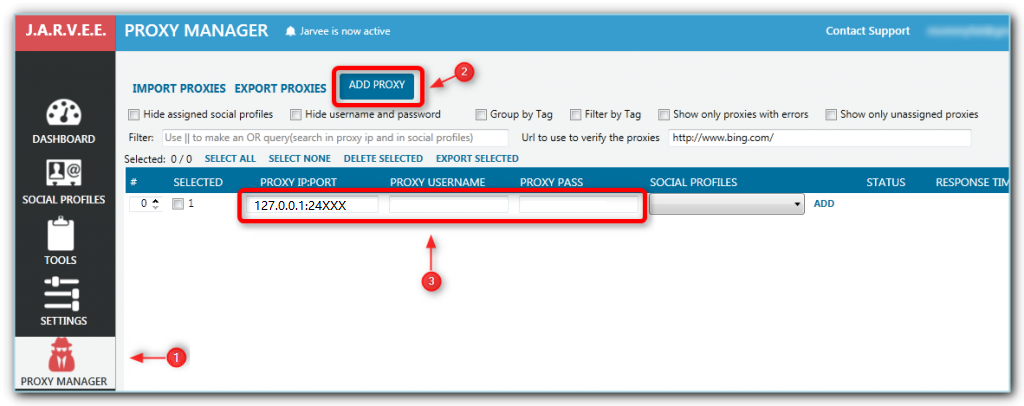 J.A.R.V.E.E. PROXY MANAGER Jarvee is now active Contact Support
IMPORT PROXIES EXPORT PROXIES ADD PROXY 2
Hide assigned social profiles Hide username and password Group by Tag Filter by Tag Show only proxies with errors Show only unassigned proxies
Filter: Use || to make an OR query(search in proxy ip and in social profiles) Url to use to verify the proxies http://www.bing.com/
Selected: 0 / 0 SELECT ALL SELECT NONE DELETE SELECTED EXPORT SELECTED
# SELECTED PROXY IP:PORT PROXY USERNAME PROXY PASS SOCIAL PROFILES STATUS RESPONSE TIM
0 1 127.0.0.1:24XXX ADD
3
DASHBOARD
SOCIAL PROFILES
TOOLS
SETTINGS
PROXY MANAGER
1